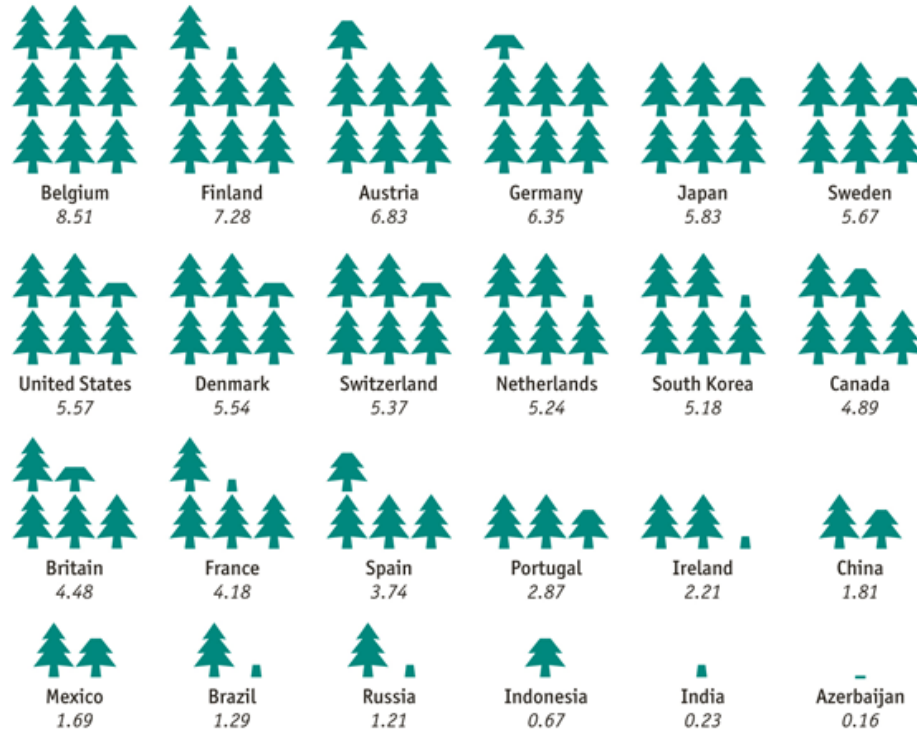 Belgium Finland Austria Germany Japan Sweden
8.51 7.28 6.83 6.35 5.83 5.67
United States Denmark Switzerland Netherlands South Korea Canada
5.57 5.54 5.37 5.24 5.18 4.89
Britain France Spain Portugal Ireland China
4.48 4.18 3.74 2.87 2.21 1.81
Mexico Brazil Russia Indonesia India Azerbaijan
1.69 1.29 1.21 0.67 0.23 0.16